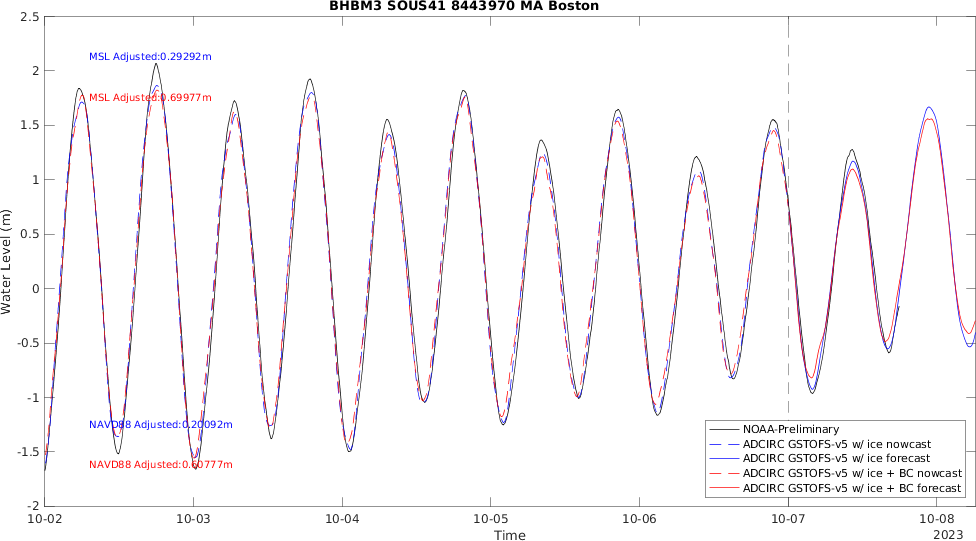 BHBM3 SOUS41 8443970 MA Boston
2.5
2
1.5
1
0.5
0
-0.5
-1
-1.5
-2
Water Level (m)
MSL Adjusted:0.29292m
MSL Adjusted:0.69977m
NAVD88 Adjusted:0.20092m
NAVD88 Adjusted:0.60777m
NOAA-Preliminary
ADCIRC GSTOFS-v5 w/ ice nowcast
ADCIRC GSTOFS-v5 w/ ice forecast
ADCIRC GSTOFS-v5 w/ ice + BC nowcast
ADCIRC GSTOFS-v5 w/ ice + BC forecast
10-02 10-03 10-04 10-05 10-06 10-07 10-08
Time
2023